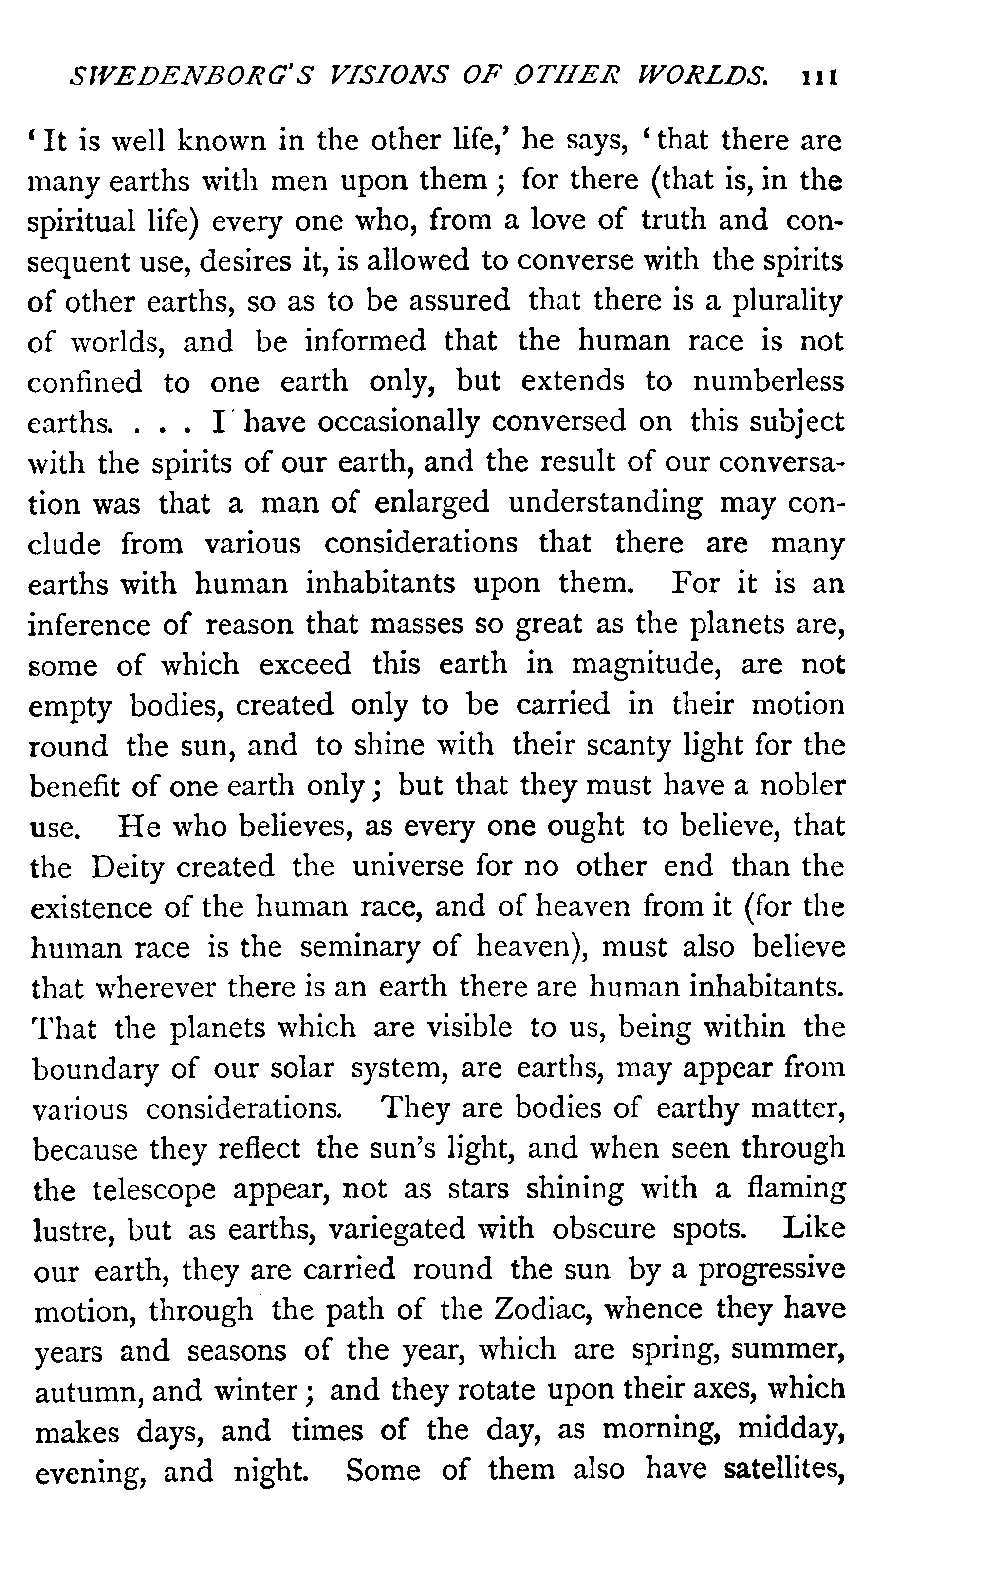 SWEDENBORG'S VISIONS OF OTHER WORLDS. 111
‘It is well known in the other life,’ he says, ‘that there are
many earths with men upon them; for there (that is, in the
spiritual life) every one who, from a love of truth and con-
sequent use, desires it, is allowed to converse with the spirits
of other earths, so as to be assured that there is a plurality
of worlds, and be informed that the human race is not
confined to one earth only, but extends to numberless
earths. . . . I have occasionally conversed on this subject
with the spirits of our earth, and the result of our conversa-
tion was that a man of enlarged understanding may con-
clude from various considerations that there are many
earths with human inhabitants upon them. For it is an
inference of reason that masses so great as the planets are,
some of which exceed this earth in magnitude, are not
empty bodies, created only to be carried in their motion
round the sun, and to shine with their scanty light for the
benefit of one earth only; but that they must have a nobler
use. He who believes, as every one ought to believe, that
the Deity created the universe for no other end than the
existence of the human race, and of heaven from it (for the
human race is the seminary of heaven), must also believe
that wherever there is an earth there are human inhabitants.
That the planets which are visible to us, being within the
boundary of our solar system, are earths, may appear from
various considerations. They are bodies of earthy matter,
because they reflect the sun's light, and when seen through
the telescope appear, not as stars shining with a flaming
lustre, but as earths, variegated with obscure spots. Like
our earth, they are carried round the sun by a progressive
motion, through the path of the Zodiac, whence they have
years and seasons of the year, which are spring, summer,
autumn, and winter; and they rotate upon their axes, which
makes days, and times of the day, as morning, midday,
evening, and night. Some of them also have satellites,